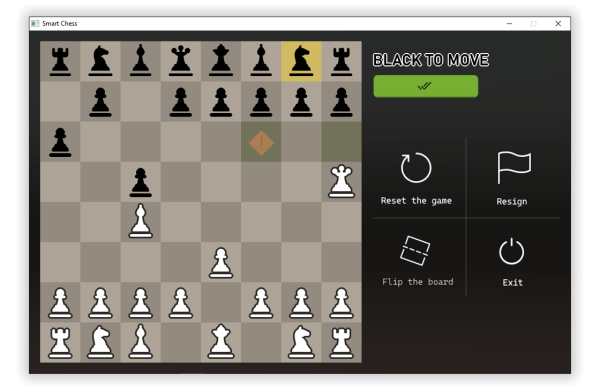 Smart Chess
BLACK TO MOVE
Reset the game
Resign
Flip the board
Exit